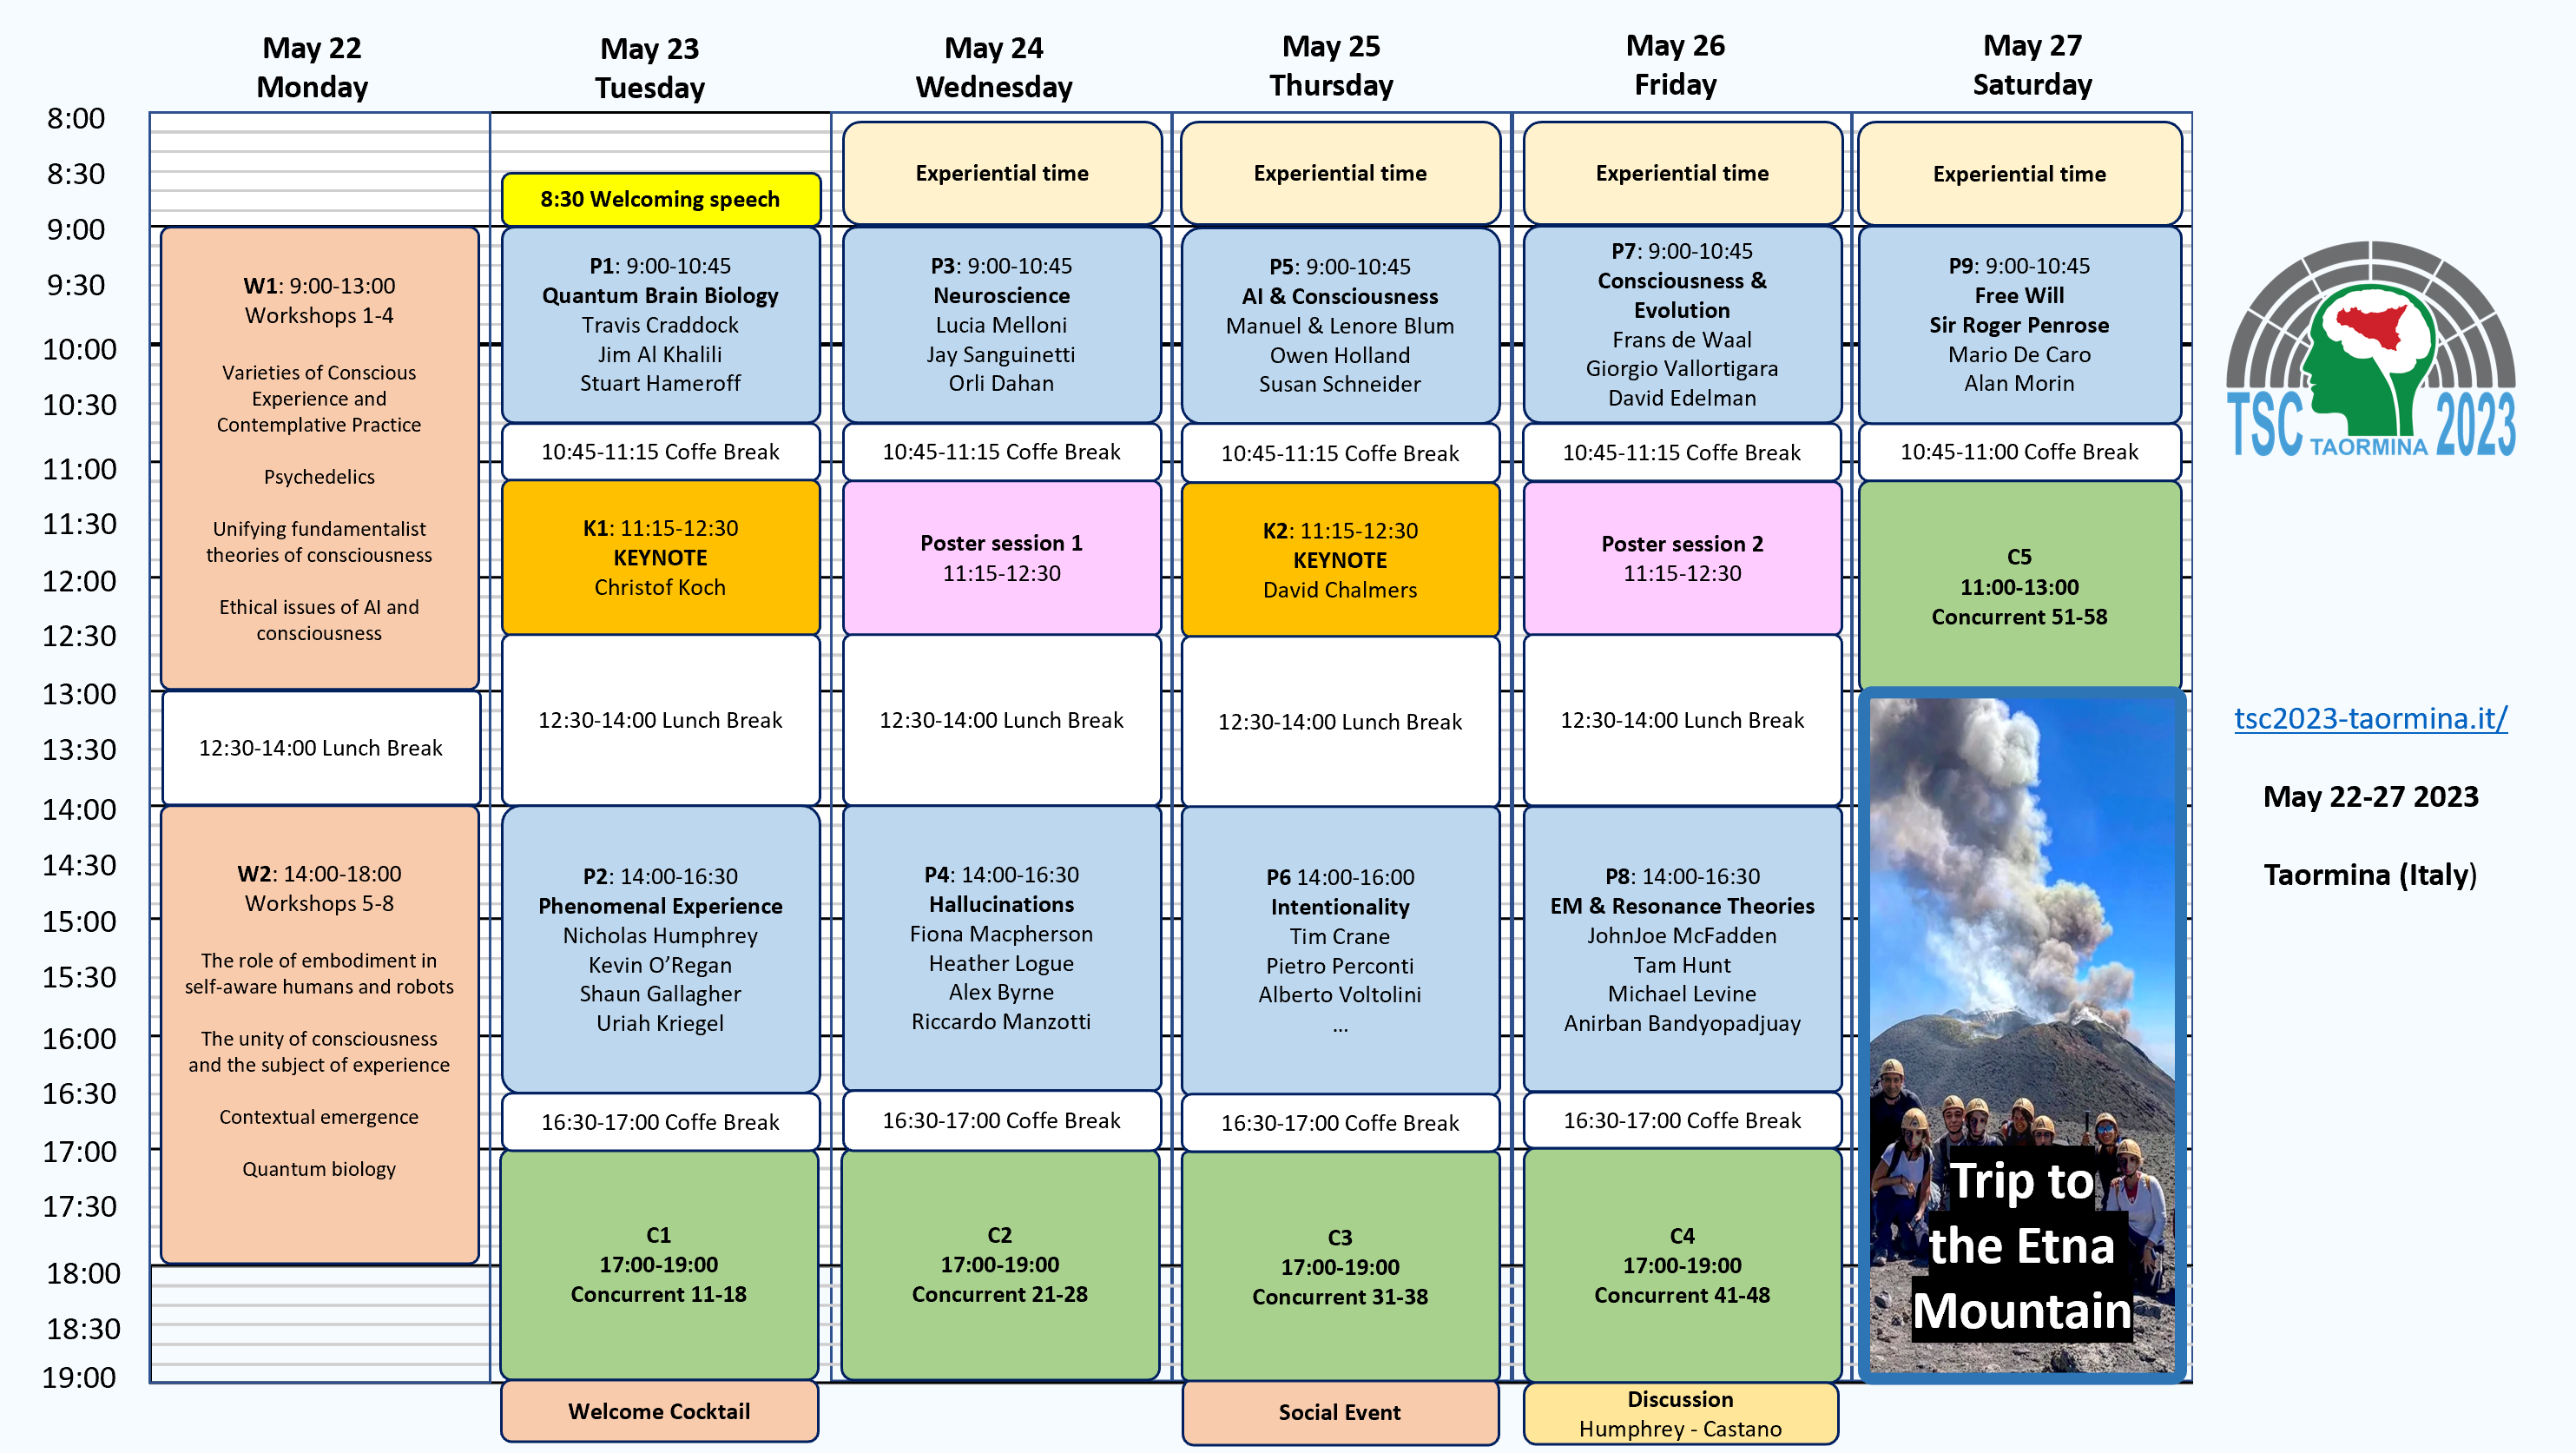 May 22
Monday
May 23
Tuesday
May 24
Wednesday
May 25
Thursday
May 26
Friday
May 27
Saturday
8:00
8:30
9:00
9:30
10:00
10:30
11:00
11:30
12:00
12:30
13:00
13:30
14:00
14:30
15:00
15:30
16:00
16:30
17:00
17:30
18:00
18:30
19:00
W1: 9:00-13:00
Workshops 1-4
Varieties of Conscious
Experience and
Contemplative Practice
Psychedelics
Unifying fundamentalist
theories of consciousness
Ethical issues of AI and
consciousness
12:30-14:00 Lunch Break
W2: 14:00-18:00
Workshops 5-8
The role of embodiment in
self-aware humans and robots
The unity of consciousness
and the subject of experience
Contextual emergence
Quantum biology
8:30 Welcoming speech
P1: 9:00-10:45
Quantum Brain Biology
Travis Craddock
Jim Al Khalili
Stuart Hameroff
10:45-11:15 Coffe Break
K1: 11:15-12:30
KEYNOTE
Christof Koch
12:30-14:00 Lunch Break
P2: 14:00-16:30
Phenomenal Experience
Nicholas Humphrey
Kevin O’Regan
Shaun Gallagher
Uriah Kriegel
16:30-17:00 Coffe Break
C1
17:00-19:00
Concurrent 11-18
Welcome Cocktail
Experiential time
P3: 9:00-10:45
Neuroscience
Lucia Melloni
Jay Sanguinetti
Orli Dahan
10:45-11:15 Coffe Break
Poster session 1
11:15-12:30
12:30-14:00 Lunch Break
P4: 14:00-16:30
Hallucinations
Fiona Macpherson
Heather Logue
Alex Byrne
Riccardo Manzotti
16:30-17:00 Coffe Break
C2
17:00-19:00
Concurrent 21-28
Experiential time
P5: 9:00-10:45
AI & Consciousness
Manuel & Lenore Blum
Owen Holland
Susan Schneider
10:45-11:15 Coffe Break
K2: 11:15-12:30
KEYNOTE
David Chalmers
12:30-14:00 Lunch Break
P6 14:00-16:00
Intentionality
Tim Crane
Pietro Perconti
Alberto Voltolini
...
16:30-17:00 Coffe Break
C3
17:00-19:00
Concurrent 31-38
Social Event
Experiential time
P7: 9:00-10:45
Consciousness &
Evolution
Frans de Waal
Giorgio Vallortigara
David Edelman
10:45-11:15 Coffe Break
Poster session 2
11:15-12:30
12:30-14:00 Lunch Break
P8: 14:00-16:30
EM & Resonance Theories
JohnJoe McFadden
Tam Hunt
Michael Levine
Anirban Bandyopadjuay
16:30-17:00 Coffe Break
C4
17:00-19:00
Concurrent 41-48
Discussion
Humphrey - Castano
Experiential time
P9: 9:00-10:45
Free Will
Sir Roger Penrose
Mario De Caro
Alan Morin
10:45-11:00 Coffe Break
C5
11:00-13:00
Concurrent 51-58
Trip to
the Etna
Mountain
TSC TAORMINA 2023
tsc2023-taormina.it/
May 22-27 2023
Taormina (Italy)